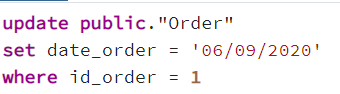 update public."Order"
set date_order = '06/09/2020'
where id_order = 1